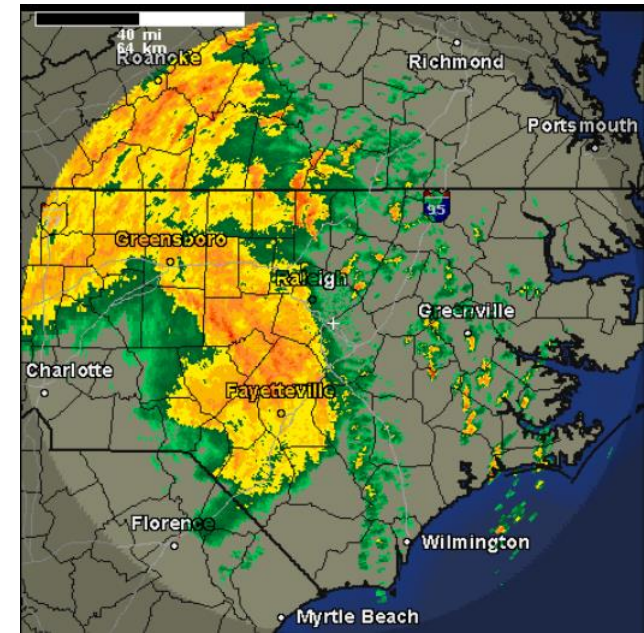 40 mi
64 km
Roanoke
Richmond
Portsmouth
95
Greensboro
Raleigh
Greenville
Charlotte
Fayetteville
Florence
Wilmington
Myrtle Beach